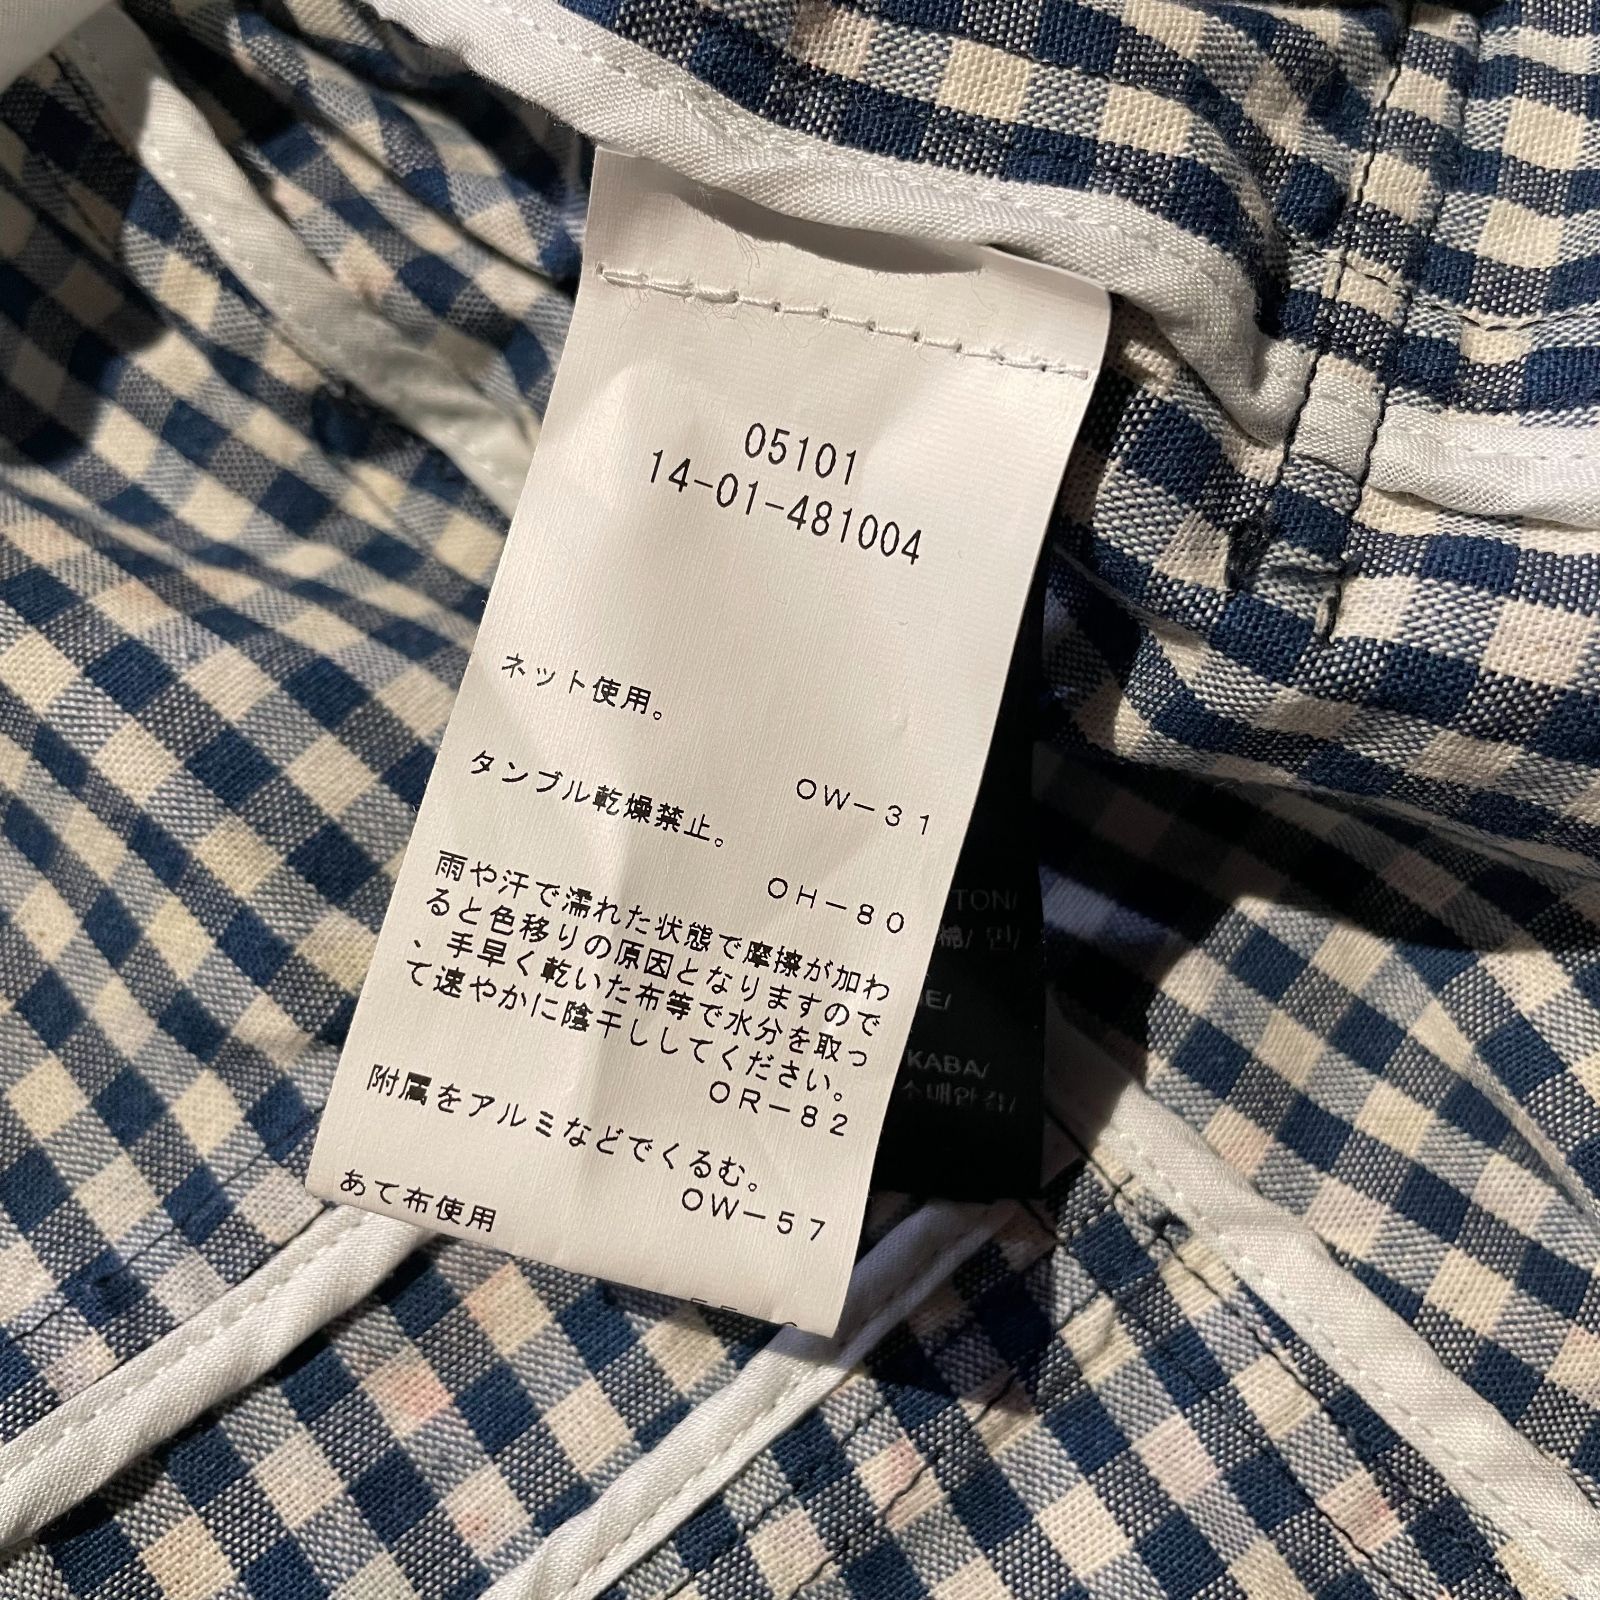 05101
14-01-481004
ネット使用。
OW-31
タンブル乾燥禁止。
OH-80
雨や汗で濡れた状態で摩擦が加わ
ると色移りの原因となりますので
、手早く乾いた布等で水分を取っ
て速やかに陰干ししてください。
OR-82
附属をアルミなどでくるむ。
OW-57
あて布使用
TON/
棉/ 면/
KABA/